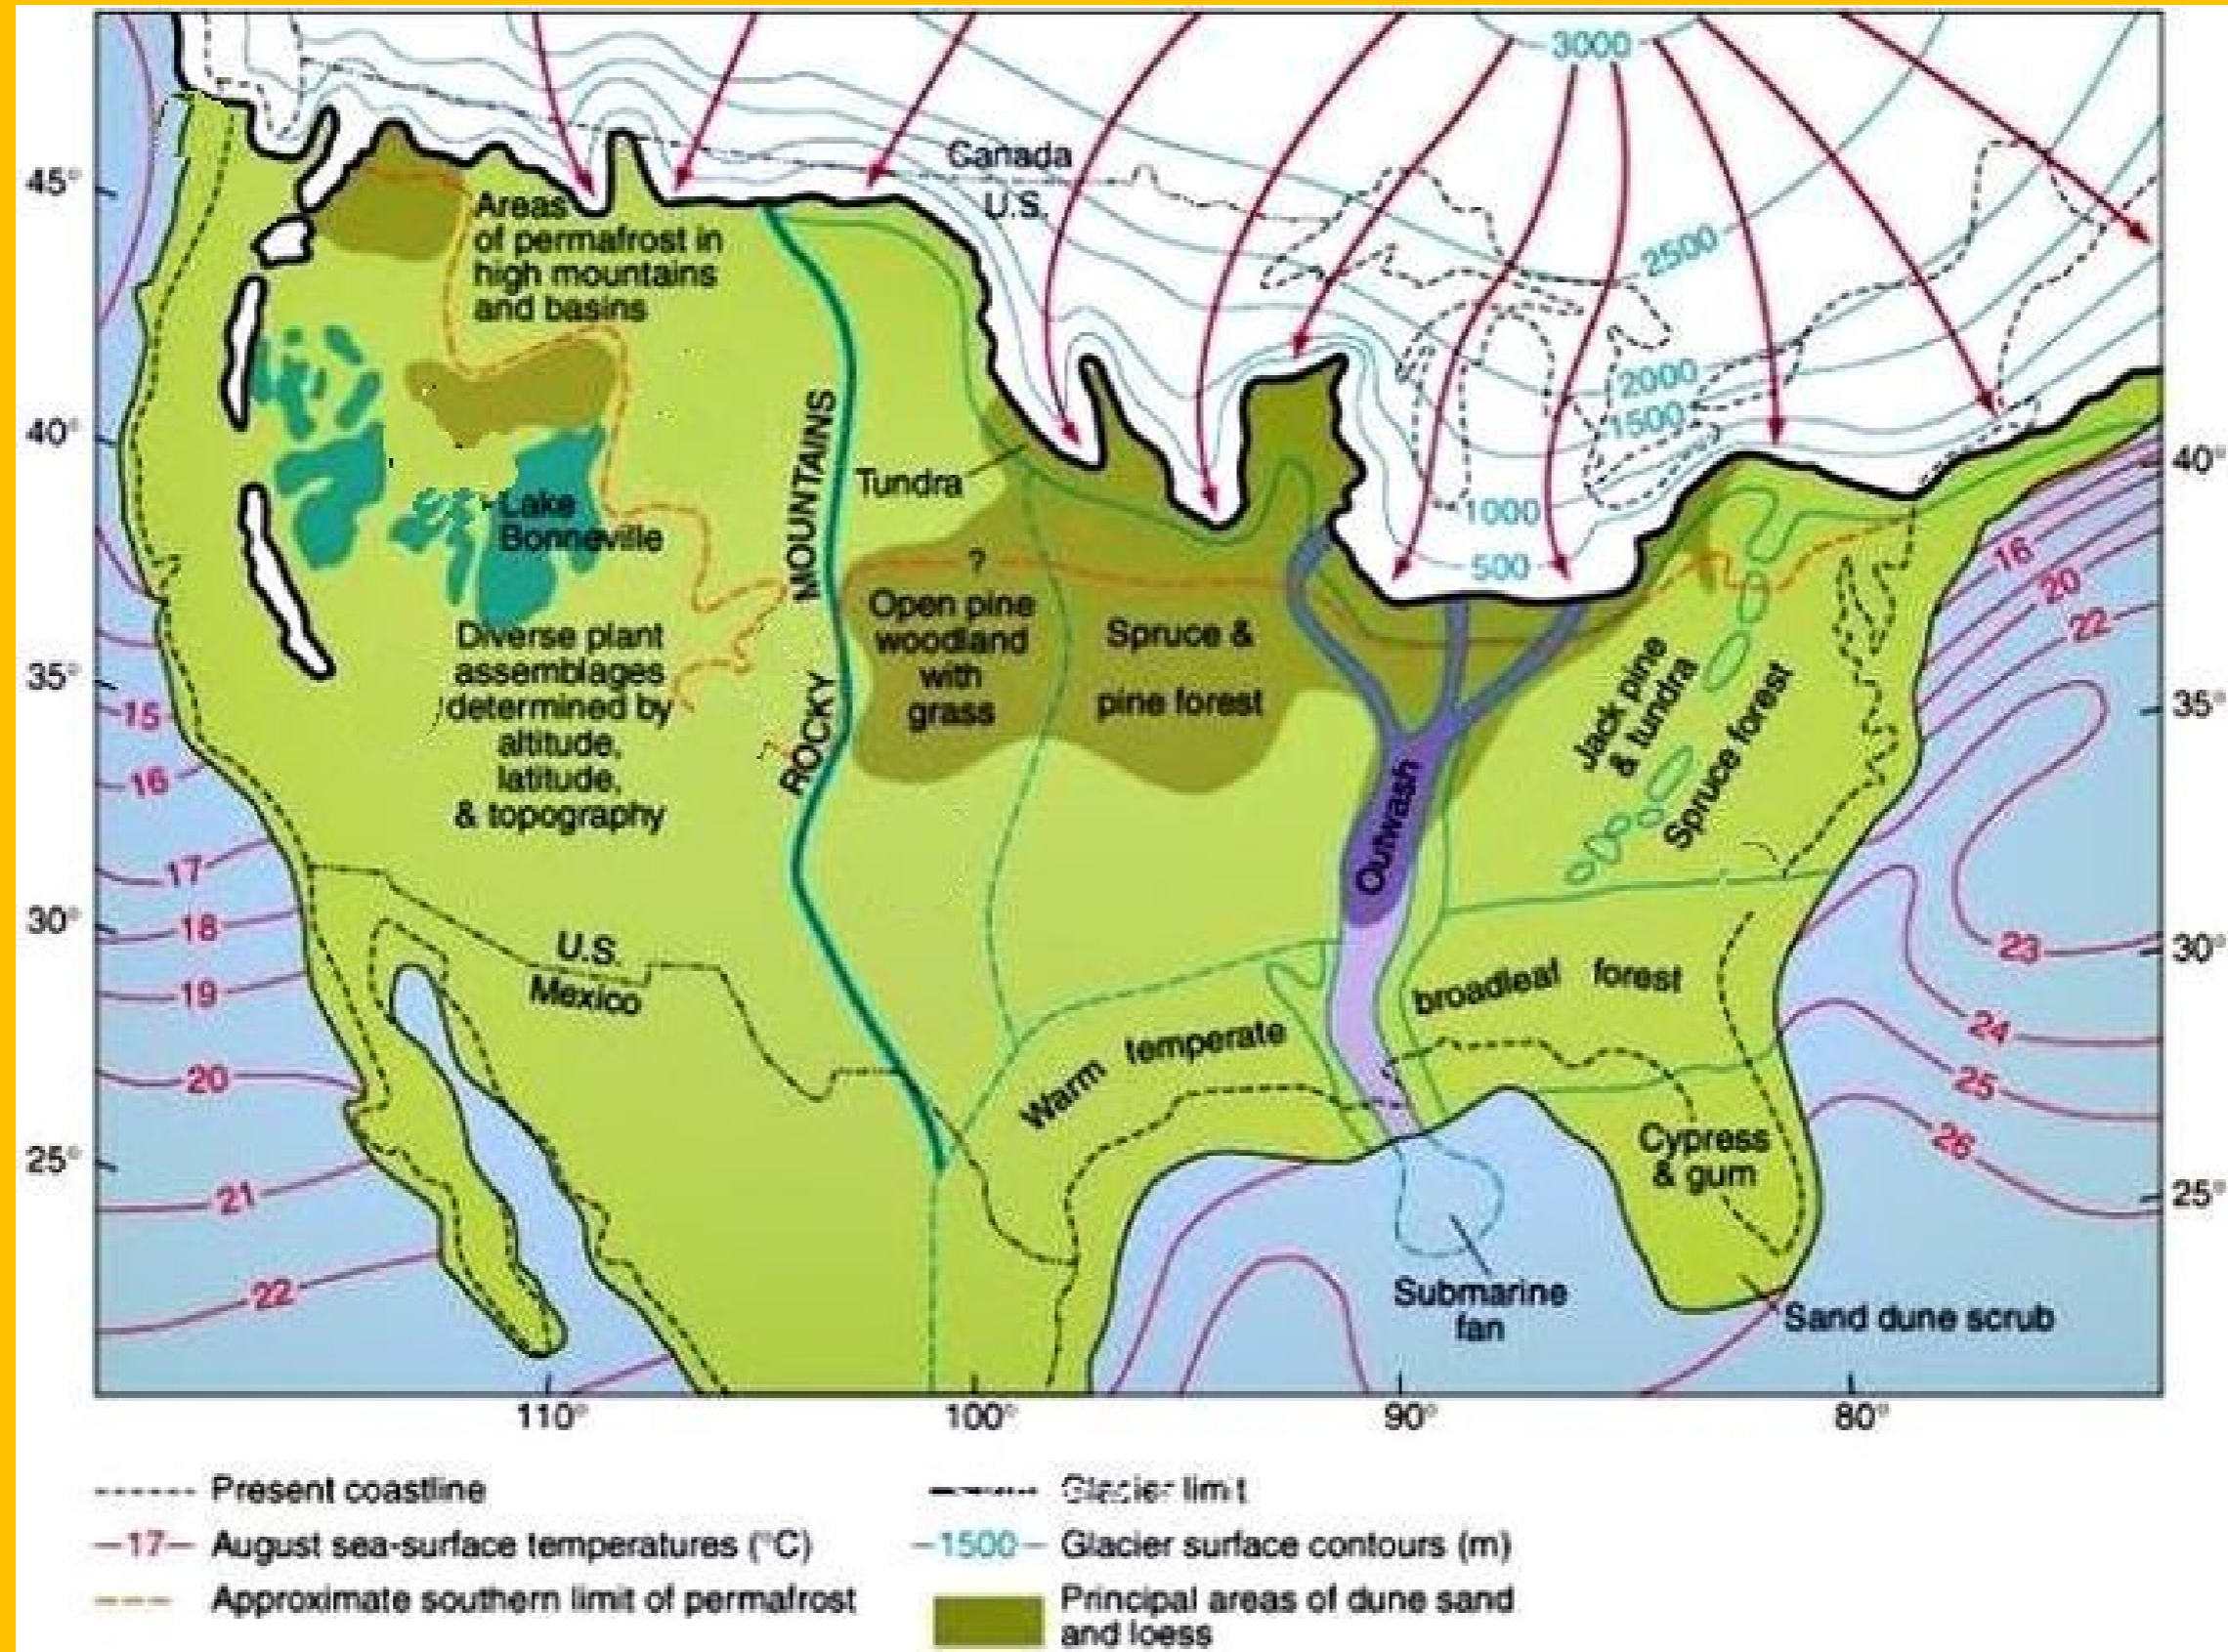 3000
Canada
U.S.
2500
2000
1500
1000
500
45°
40°
35°
30°
25°
40°
35°
30°
25°
Areas
of permafrost in
high mountains
and basins
Lake
Bonneville
Diverse plant
assemblages
determined by
altitude,
latitude,
& topography
ROCKY MOUNTAINS
Tundra
?
Open pine
woodland
with
grass
Spruce &
pine forest
Outwash
Jack pine
& tundra
Spruce forest
U.S.
Mexico
Warm temperate
broadleaf forest
Cypress
& gum
Submarine
fan
Sand dune scrub
15
16
17
18
19
20
21
22
16
20
22
23
24
25
26
110°
100°
90°
80°
Present coastline
17 August sea-surface temperatures (°C)
Approximate southern limit of permafrost
Glacier limit
1500 Glacier surface contours (m)
Principal areas of dune sand
and loess